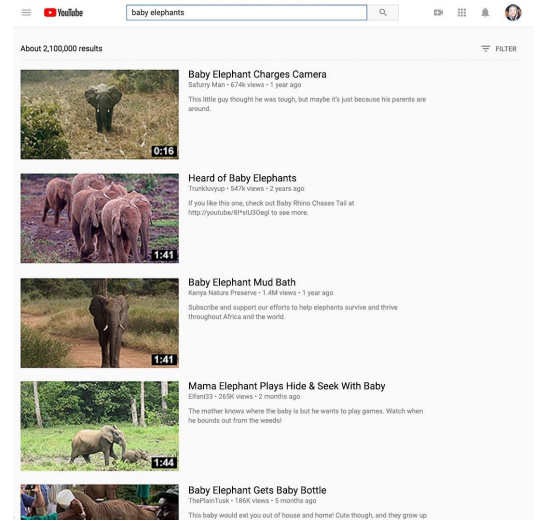 YouTube
baby elephants
About 2,100,000 results
FILTER
Baby Elephant Charges Camera
Safurry Man • 674k views • 1 year ago
This little guy thought he was tough, but maybe it's just because his parents are
around.
0:16
Heard of Baby Elephants
Trunkluvyup • 547k views • 2 years ago
If you like this one, check out Baby Rhino Chases Tail at
http://youtube/8I*sIU3OegI to see more.
1:41
Baby Elephant Mud Bath
Kenya Nature Preserve • 1.4M views • 1 year ago
Subscribe and support our efforts to help elephants survive and thrive
throughout Africa and the world.
1:41
Mama Elephant Plays Hide & Seek With Baby
Elfani33 • 265K views • 2 months ago
The mother knows where the baby is but he wants to play games. Watch when
he bounds out from the weeds!
1:44
Baby Elephant Gets Baby Bottle
ThePlainTusk • 186K views • 5 months ago
This baby would eat you out of house and home! Cute though, and they grow up